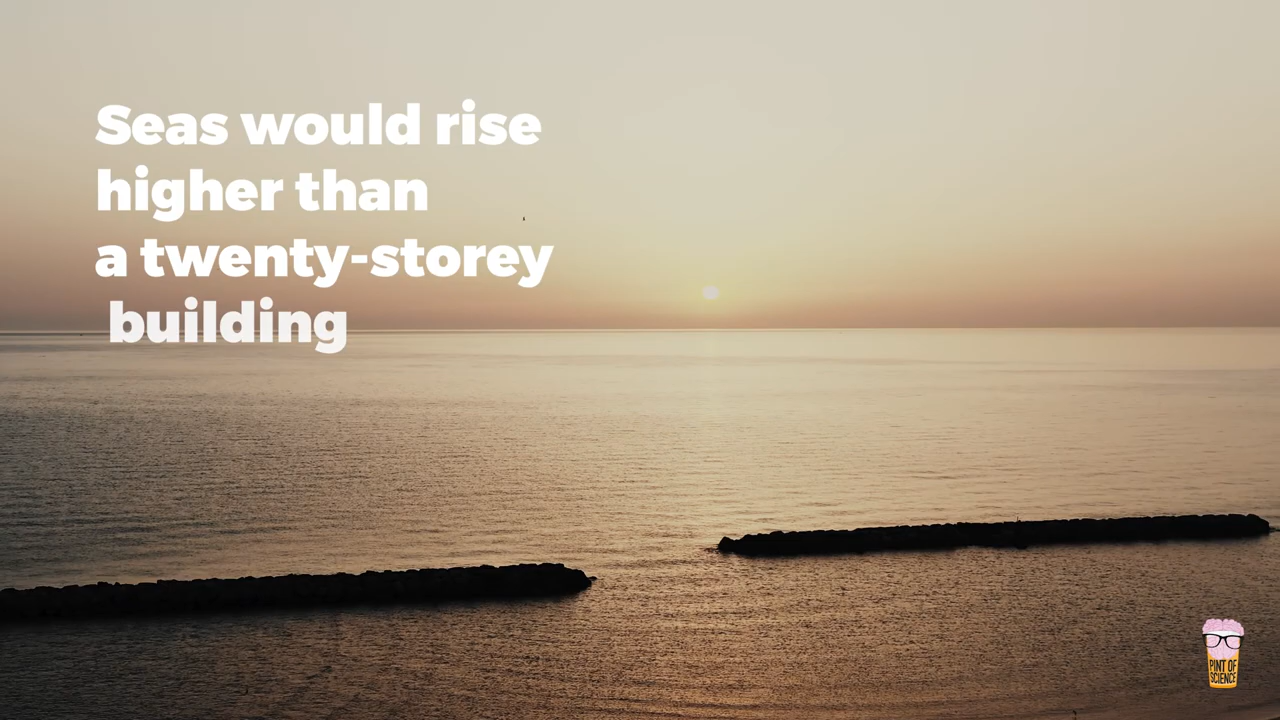 Seas would rise
higher than
a twenty-storey
building
PINT OF
SCIENCE